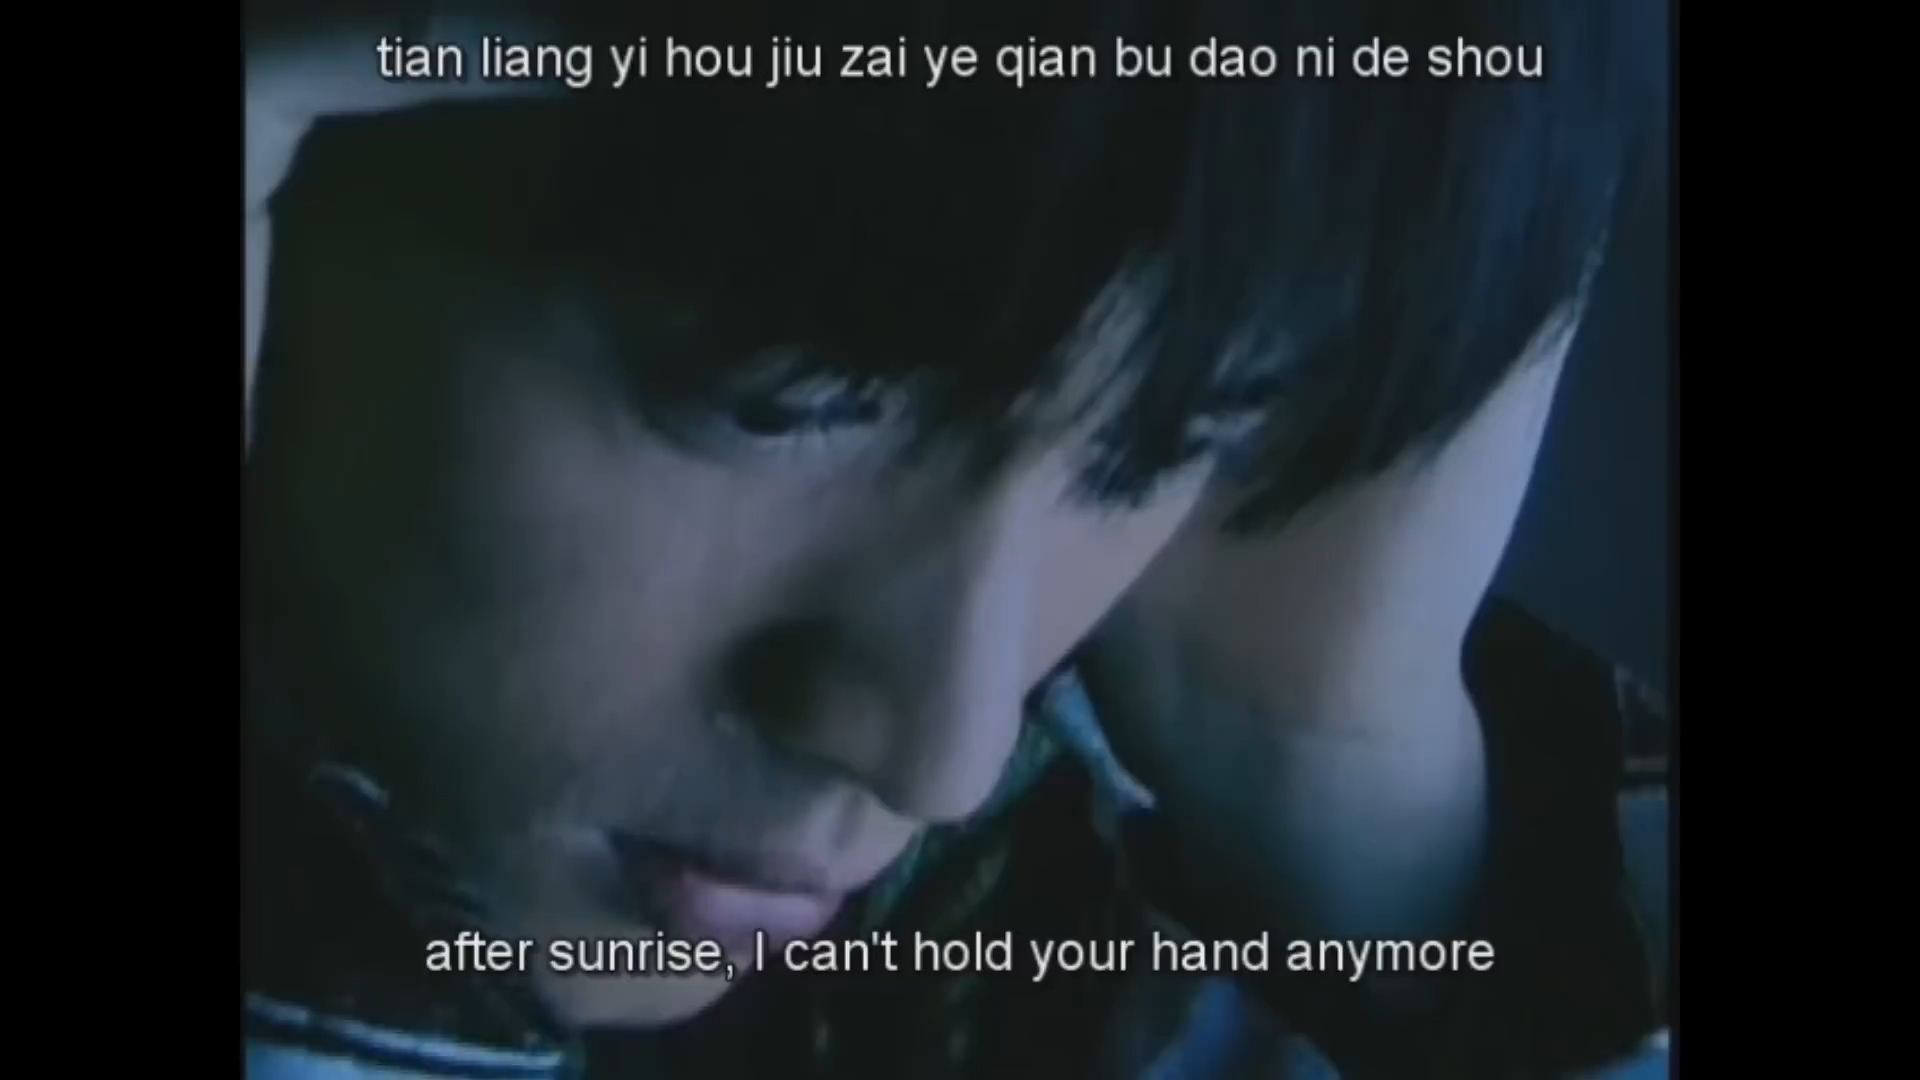 tian liang yi hou jiu zai ye qian bu dao ni de shou
after sunrise, I can't hold your hand anymore